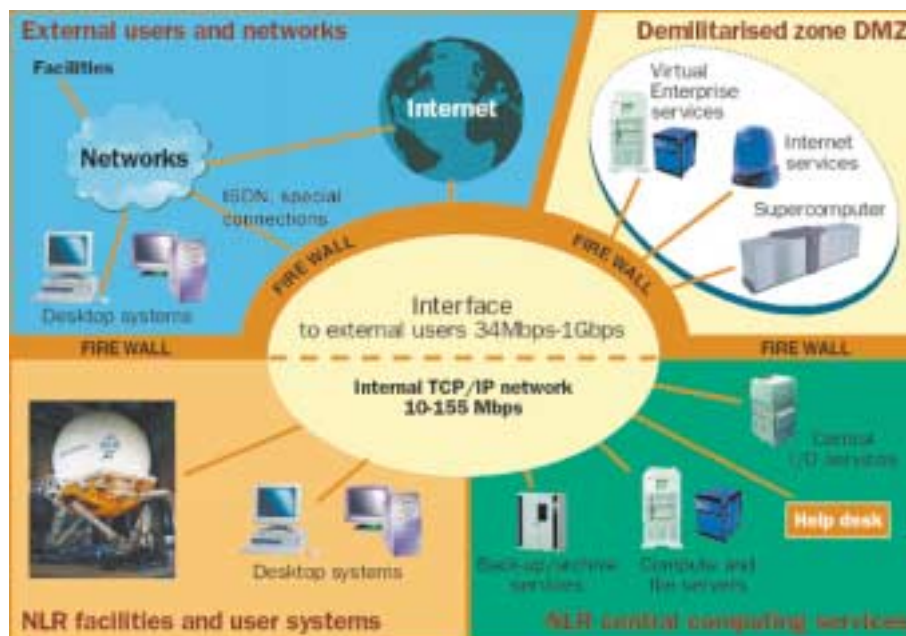 External users and networks
Demilitarised zone DMZ
Facilities
Internet
Networks
ISDN, special
connections
Desktop systems
Virtual
Enterprise
services
Internet
services
Supercomputer
FIRE WALL
FIRE WALL
FIRE WALL
FIRE WALL
Interface
to external users 34Mbps-1Gbps
Internal TCP/IP network
10-155 Mbps
Desktop systems
Central
I/O services
Help desk
Back-up/archive
services
Compute and
file servers
NLR facilities and user systems
NLR central computing services